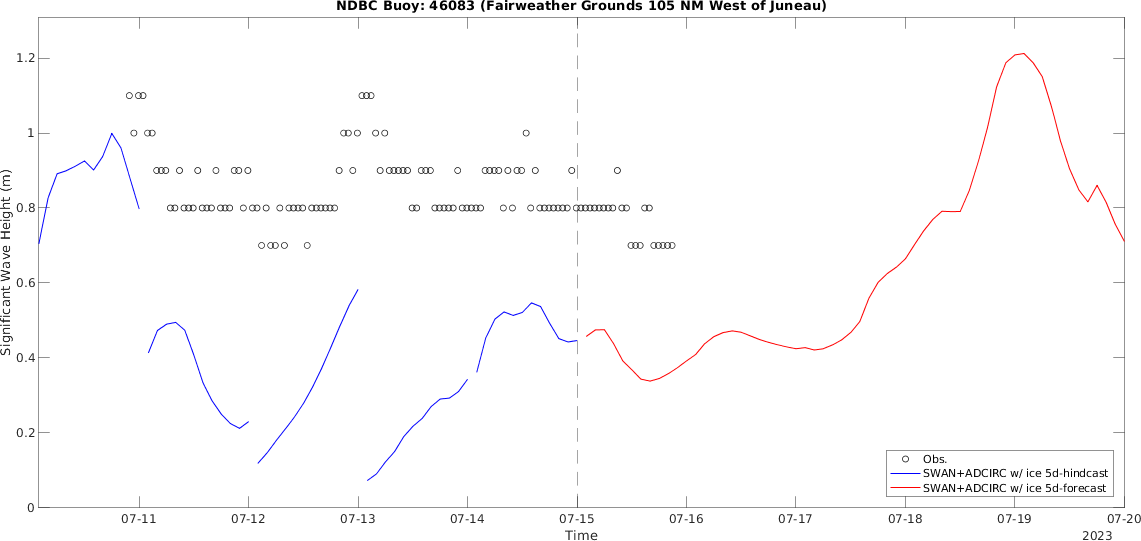 NDBC Buoy: 46083 (Fairweather Grounds 105 NM West of Juneau)
Significant Wave Height (m)
1.2
1
0.8
0.6
0.4
0.2
0
Obs.
SWAN+ADCIRC w/ ice 5d-hindcast
SWAN+ADCIRC w/ ice 5d-forecast
07-11 07-12 07-13 07-14 07-15 07-16 07-17 07-18 07-19 07-20
Time
2023